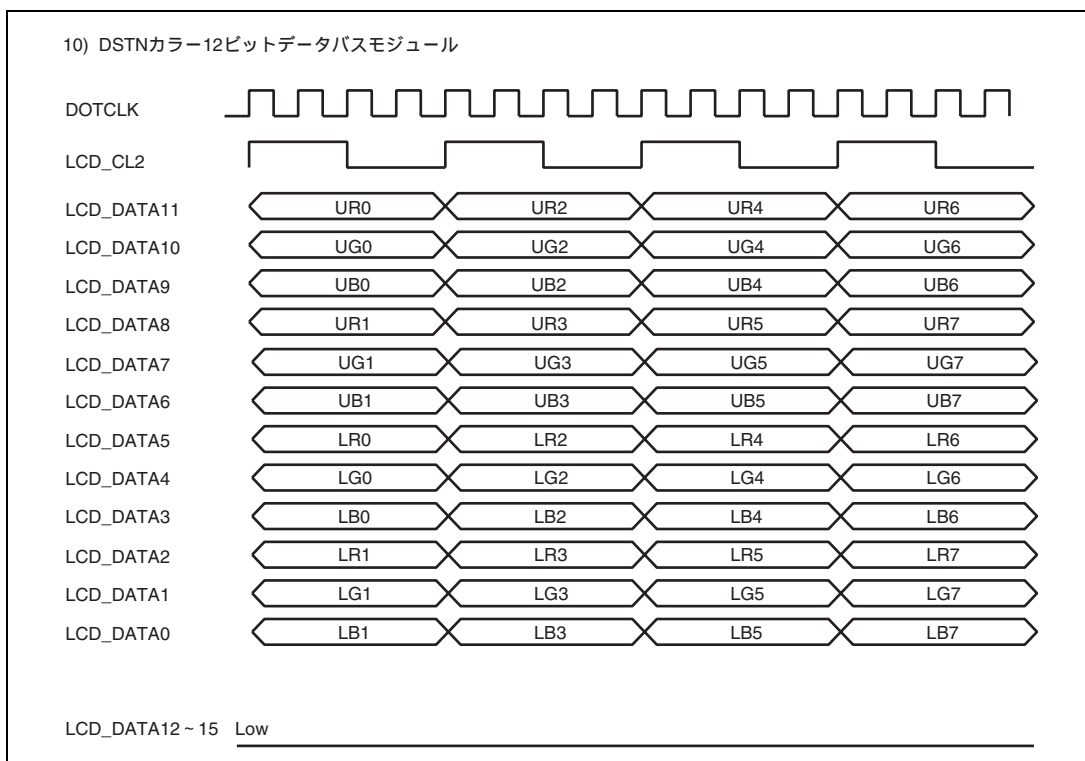 10) DSTNカラー12ビットデータバスモジュール
DOTCLK
LCD_CL2
LCD_DATA11 UR0 UR2 UR4 UR6
LCD_DATA10 UG0 UG2 UG4 UG6
LCD_DATA9 UB0 UB2 UB4 UB6
LCD_DATA8 UR1 UR3 UR5 UR7
LCD_DATA7 UG1 UG3 UG5 UG7
LCD_DATA6 UB1 UB3 UB5 UB7
LCD_DATA5 LR0 LR2 LR4 LR6
LCD_DATA4 LG0 LG2 LG4 LG6
LCD_DATA3 LB0 LB2 LB4 LB6
LCD_DATA2 LR1 LR3 LR5 LR7
LCD_DATA1 LG1 LG3 LG5 LG7
LCD_DATA0 LB1 LB3 LB5 LB7
LCD_DATA12~15 Low